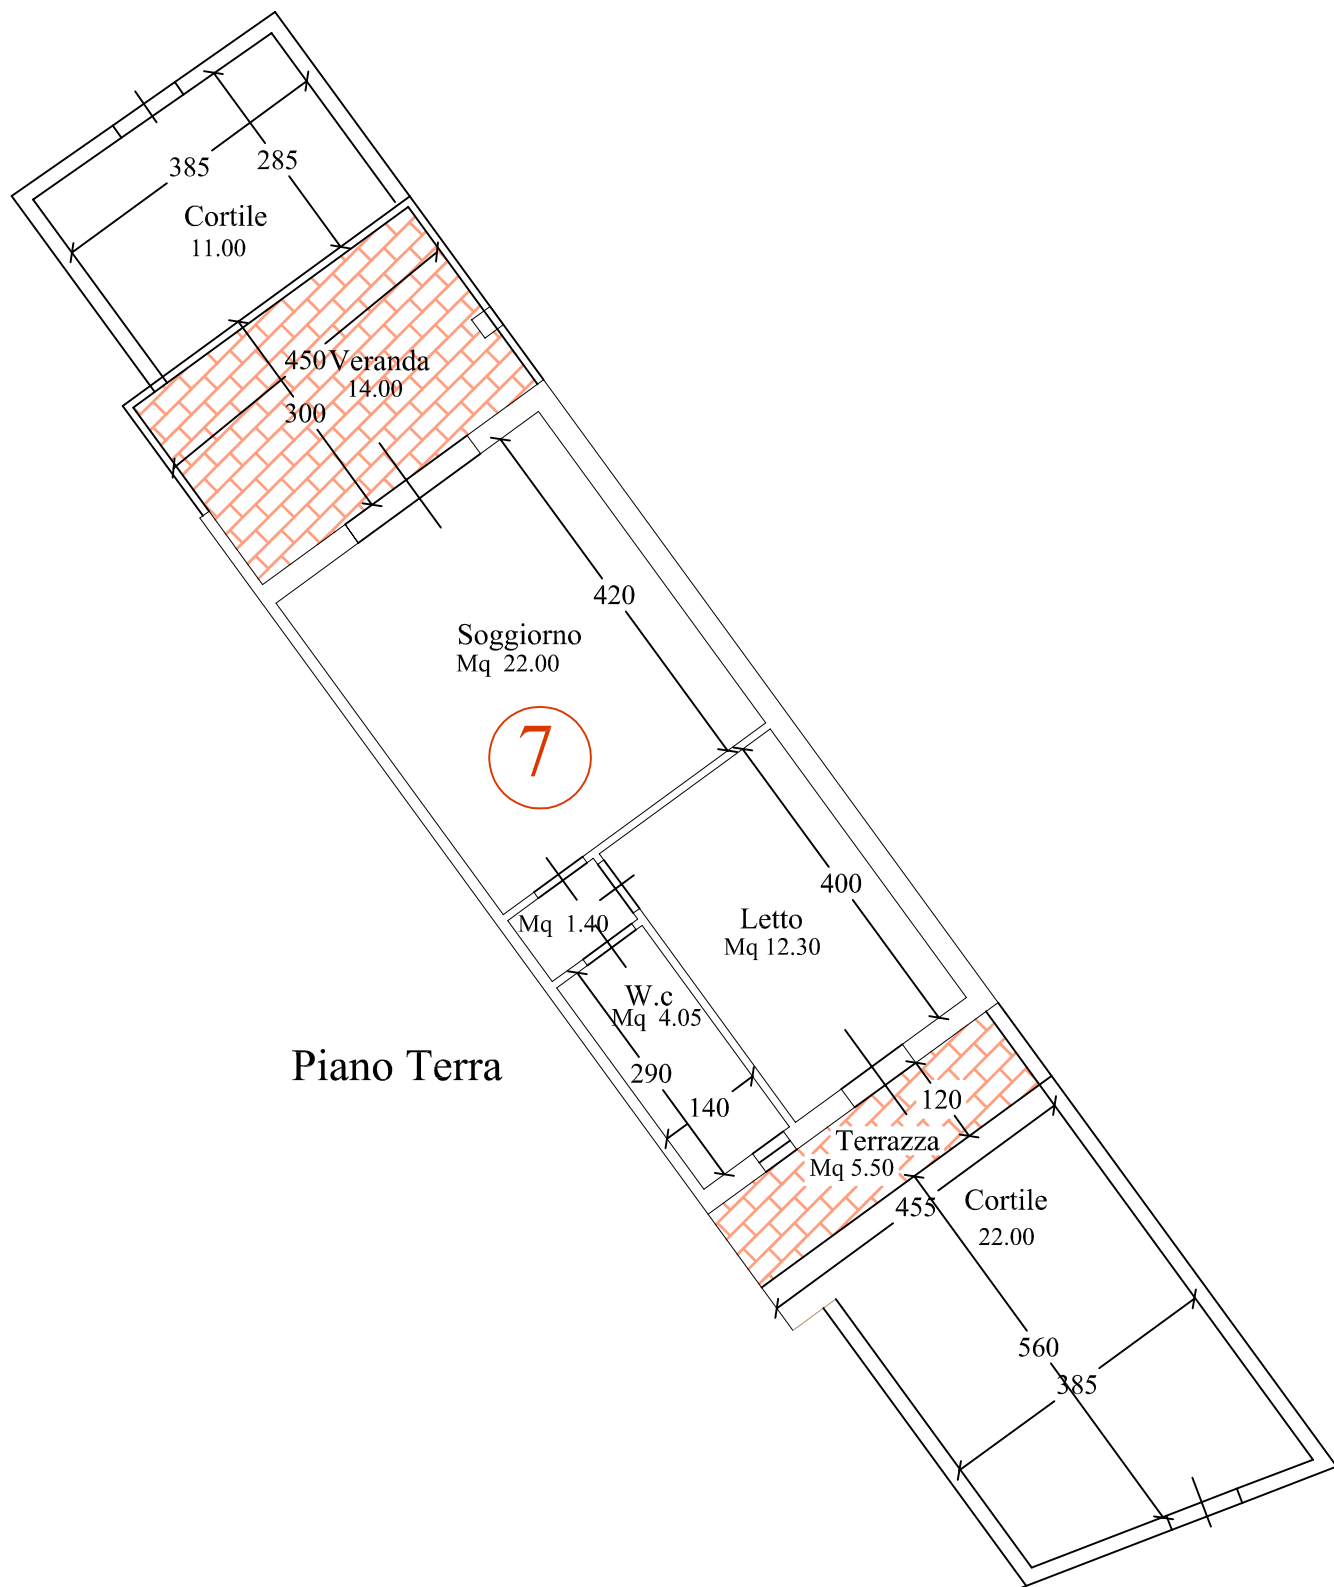 385
285
Cortile
11.00
450 Veranda
14.00
300
420
Soggiorno
Mq 22.00
7
400
Letto
Mq 12.30
Mq 1.40
W.c
Mq 4.05
Piano Terra
290
140
120
Terrazza
Mq 5.50
455
Cortile
22.00
560
385